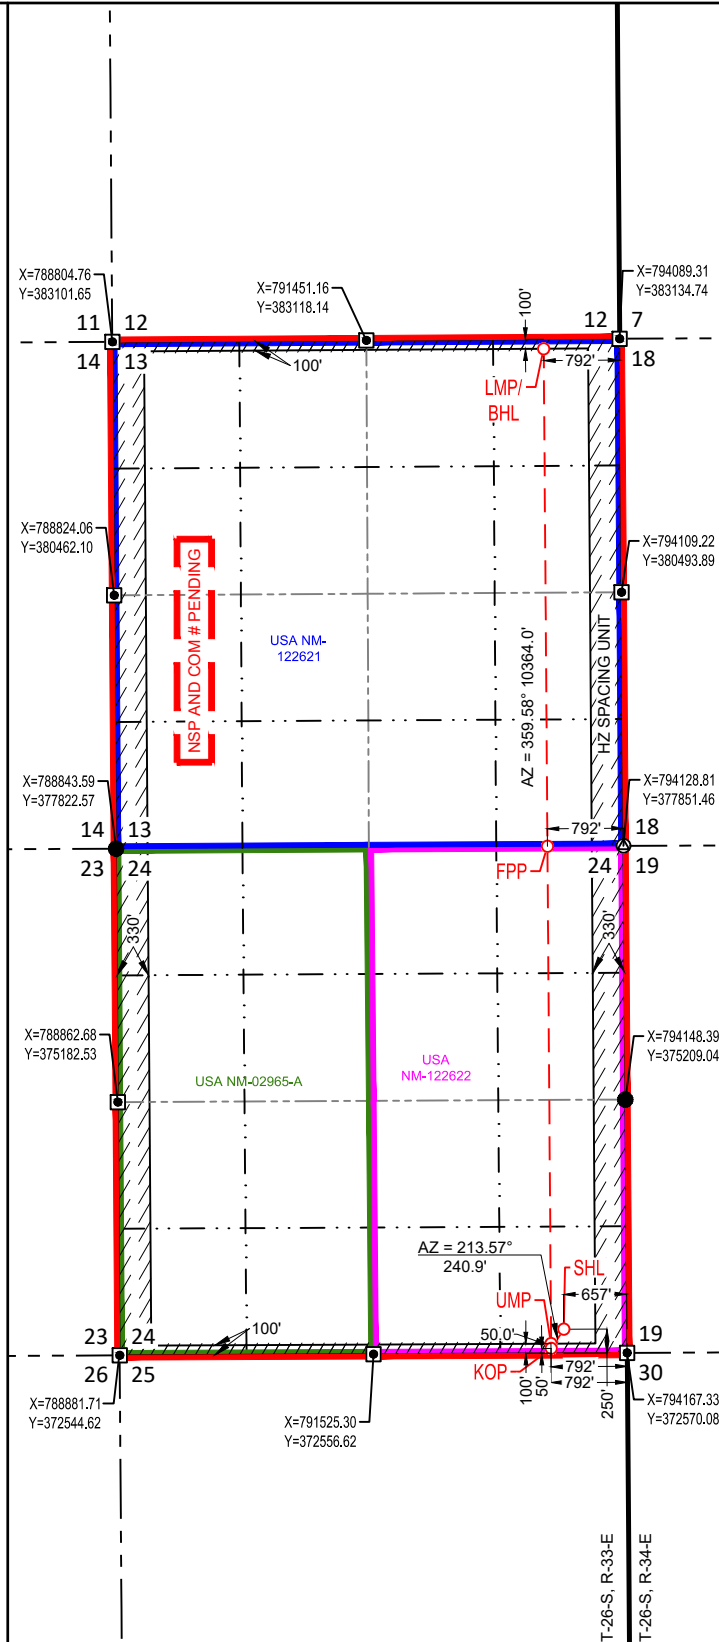 X=788804.76
Y=383101.65
X=791451.16
Y=383118.14
X=794089.31
Y=383134.74
100'
11 12
12 7
14 13
18
100'
792'
LMP/
BHL
X=788824.06
Y=380462.10
X=794109.22
Y=380493.89
NSP AND COM # PENDING
USA NM-
122621
AZ = 359.58° 10364.0'
HZ SPACING UNIT
X=788843.59
Y=377822.57
X=794128.81
Y=377851.46
14 13
792'
18
23 24
FPP
24 19
330'
330'
X=788862.68
Y=375182.53
X=794148.39
Y=375209.04
USA NM-02965-A
USA
NM-122622
AZ = 213.57°
240.9'
SHL
657'
UMP
23 24
100'
50.0'
19
26 25
KOP
792'
30
100'
50'
792'
250'
X=788881.71
Y=372544.62
X=791525.30
Y=372556.62
X=794167.33
Y=372570.08
T-26-S, R-33-E
T-26-S, R-34-E